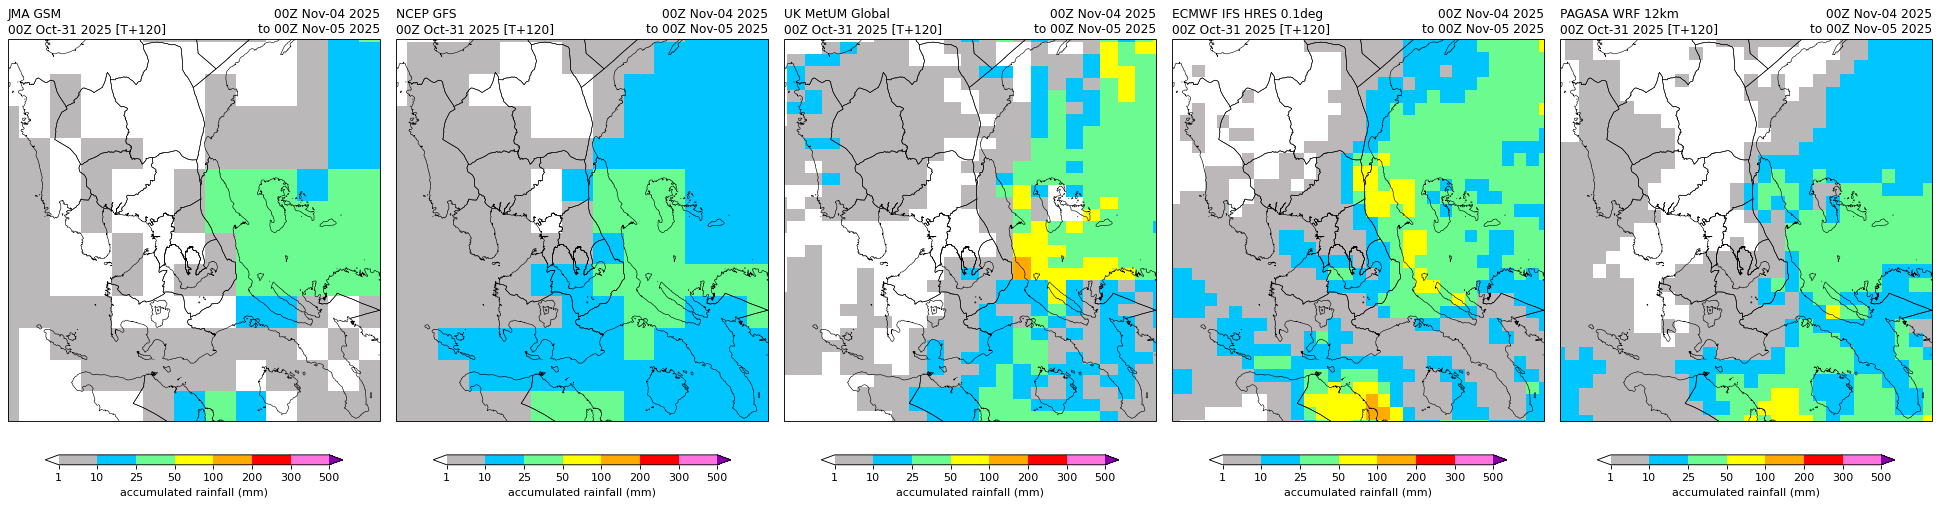 JMA GSM 00Z Nov-04 2025
00Z Oct-31 2025 [T+120] to 00Z Nov-05 2025
1 10 25 50 100 200 300 500
accumulated rainfall (mm)
NCEP GFS 00Z Nov-04 2025
00Z Oct-31 2025 [T+120] to 00Z Nov-05 2025
1 10 25 50 100 200 300 500
accumulated rainfall (mm)
UK MetUM Global 00Z Nov-04 2025
00Z Oct-31 2025 [T+120] to 00Z Nov-05 2025
1 10 25 50 100 200 300 500
accumulated rainfall (mm)
ECMWF IFS HRES 0.1deg 00Z Nov-04 2025
00Z Oct-31 2025 [T+120] to 00Z Nov-05 2025
1 10 25 50 100 200 300 500
accumulated rainfall (mm)
PAGASA WRF 12km 00Z Nov-04 2025
00Z Oct-31 2025 [T+120] to 00Z Nov-05 2025
1 10 25 50 100 200 300 500
accumulated rainfall (mm)